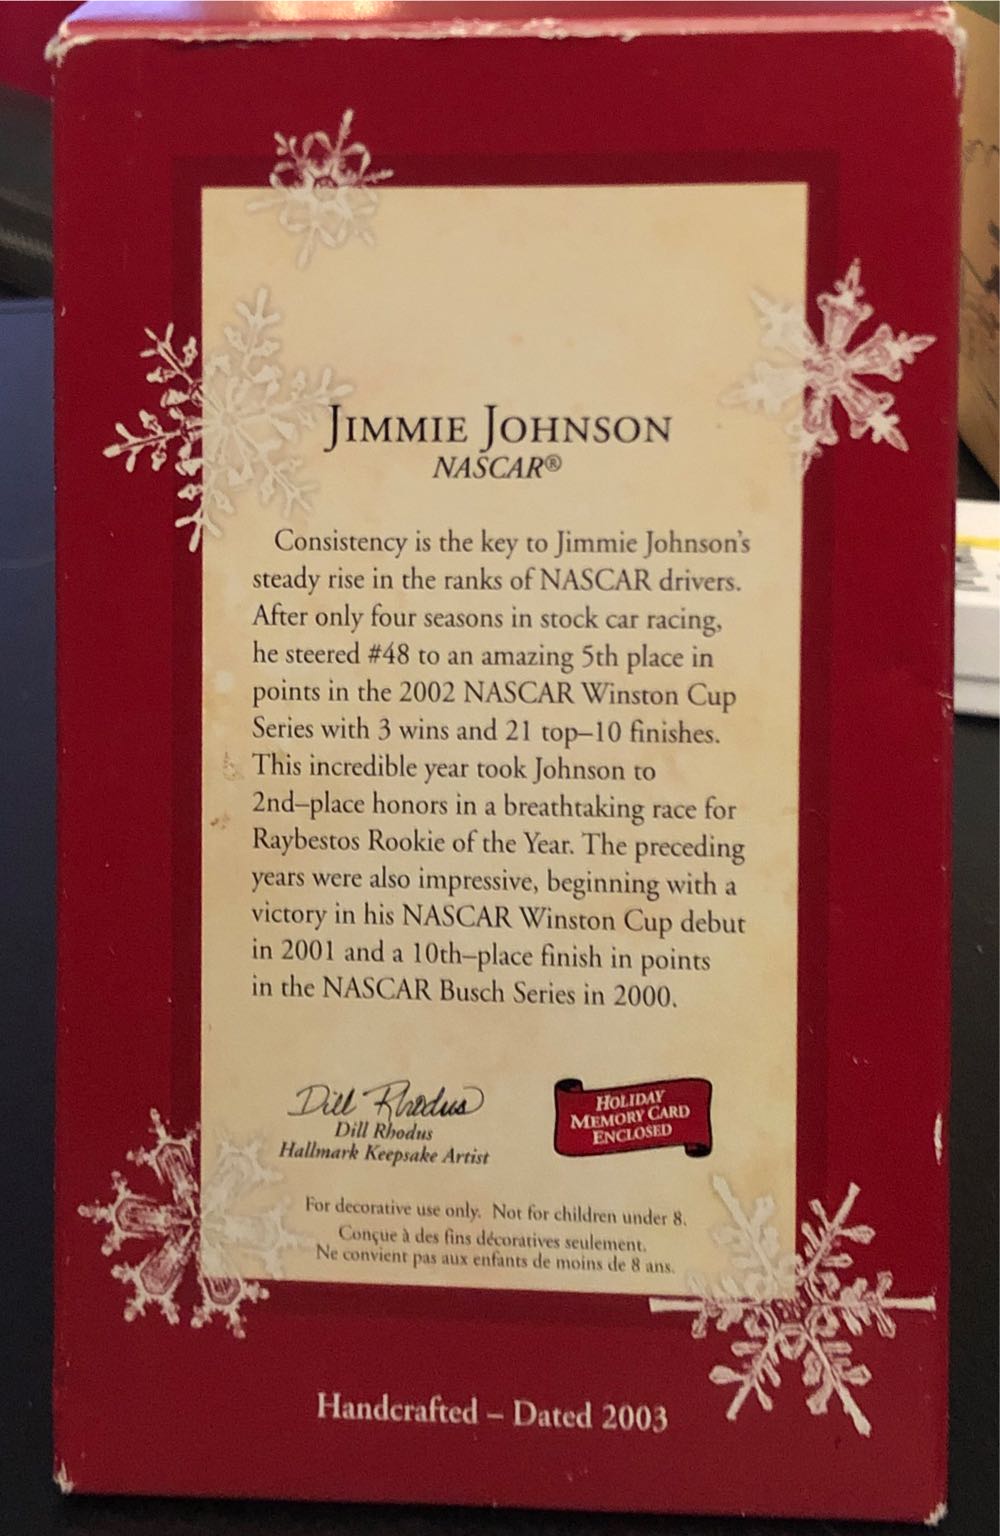 JIMMIE JOHNSON
NASCAR®
Consistency is the key to Jimmie Johnson's
steady rise in the ranks of NASCAR drivers.
After only four seasons in stock car racing,
he steered #48 to an amazing 5th place in
points in the 2002 NASCAR Winston Cup
Series with 3 wins and 21 top–10 finishes.
This incredible year took Johnson to
2nd–place honors in a breathtaking race for
Raybestos Rookie of the Year. The preceding
years were also impressive, beginning with a
victory in his NASCAR Winston Cup debut
in 2001 and a 10th–place finish in points
in the NASCAR Busch Series in 2000.
Dill Rhodus
Dill Rhodus
Hallmark Keepsake Artist
HOLIDAY
MEMORY CARD
ENCLOSED
For decorative use only. Not for children under 8.
Conçue à des fins décoratives seulement.
Ne convient pas aux enfants de moins de 8 ans.
Handcrafted – Dated 2003